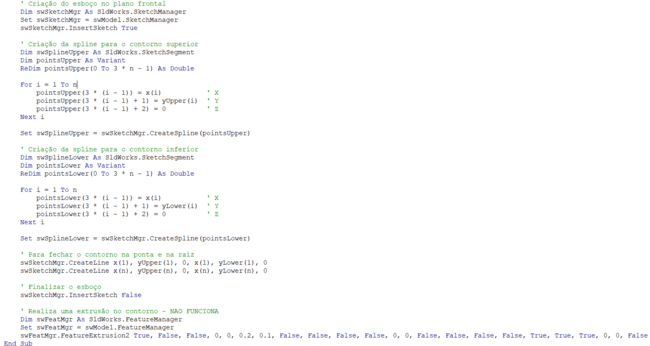 ' Criação do esboço no plano frontal
Dim swSketchMgr As SldWorks.SketchManager
Set swSketchMgr = swModel.SketchManager
swSketchMgr.InsertSketch True
' Criação da spline para o contorno superior
Dim swSplineUpper As SldWorks.SketchSegment
Dim pointsUpper As Variant
ReDim pointsUpper(0 To 3 * n - 1) As Double
For i = 1 To n
pointsUpper(3 * (i - 1)) = x(i) ' X
pointsUpper(3 * (i - 1) + 1) = yUpper(i) ' Y
pointsUpper(3 * (i - 1) + 2) = 0 ' Z
Next i
Set swSplineUpper = swSketchMgr.CreateSpline(pointsUpper)
' Criação da spline para o contorno inferior
Dim swSplineLower As SldWorks.SketchSegment
Dim pointsLower As Variant
ReDim pointsLower(0 To 3 * n - 1) As Double
For i = 1 To n
pointsLower(3 * (i - 1)) = x(i) ' X
pointsLower(3 * (i - 1) + 1) = yLower(i) ' Y
pointsLower(3 * (i - 1) + 2) = 0 ' Z
Next i
Set swSplineLower = swSketchMgr.CreateSpline(pointsLower)
' Para fechar o contorno na ponta e na raiz
swSketchMgr.CreateLine x(1), yUpper(1), 0, x(1), yLower(1), 0
swSketchMgr.CreateLine x(n), yUpper(n), 0, x(n), yLower(n), 0
' Finalizar o esboço
swSketchMgr.InsertSketch False
' Realiza uma extrusão no contorno - NAO FUNCIONA
Dim swFeatMgr As SldWorks.FeatureManager
Set swFeatMgr = swModel.FeatureManager
swFeatMgr.FeatureExtrusion2 True, False, False, 0, 0, 0.2, 0.1, False, False, False, False, 0, 0, False, False, False, False, True, True, True, 0, 0, False
End Sub